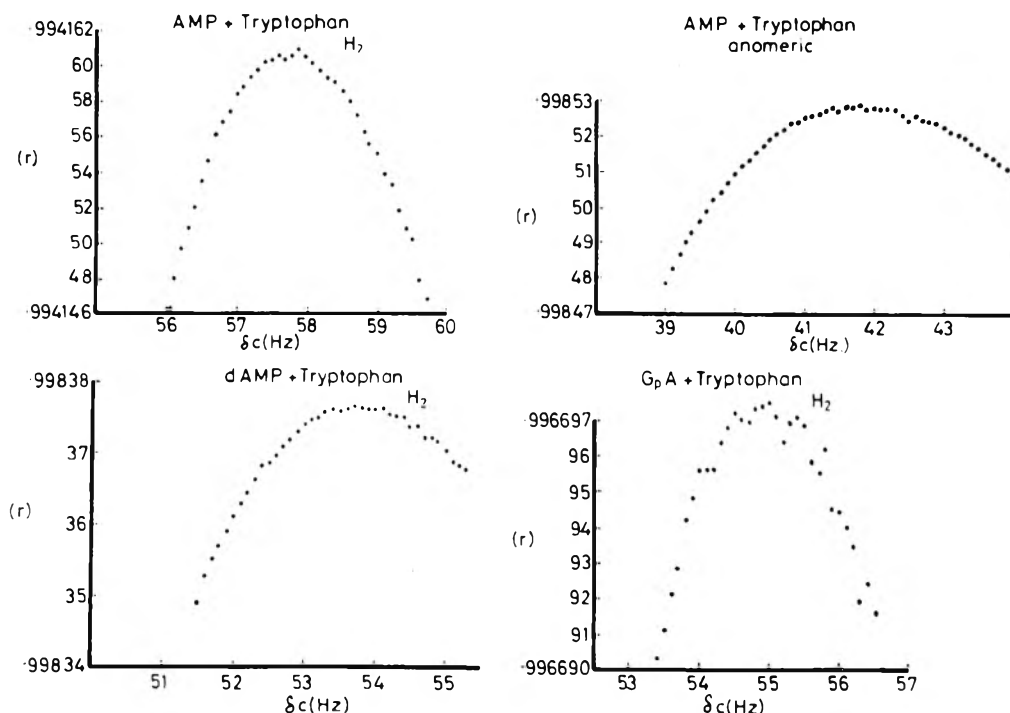 AMP + Tryptophan
H2
·994162
60
58
56
54
52
50
48
·994146
(r)
56 57 58 59 60
δc(Hz)
AMP + Tryptophan
anomeric
·99853
52
51
50
49
48
·99847
(r)
39 40 41 42 43
δc(Hz.)
dAMP + Tryptophan
H2
·99838
37
36
35
·99834
(r)
51 52 53 54 55
δc(Hz)
GpA + Tryptophan
H2
·996697
96
95
94
93
92
91
·996690
(r)
53 54 55 56 57
δc(Hz)